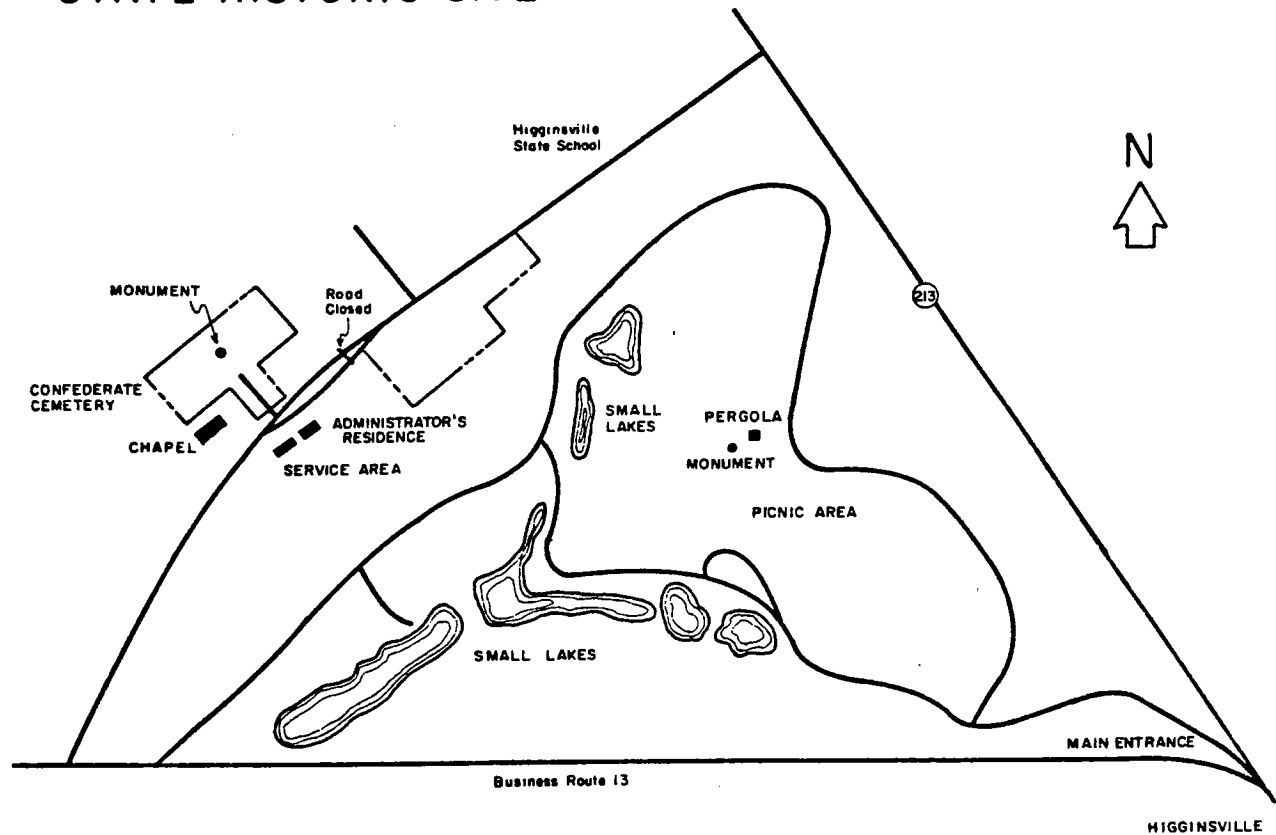 STATE HISTORIC SITE
Higginsville
State School
N
213
MONUMENT
Road
Closed
CONFEDERATE
CEMETERY
CHAPEL
ADMINISTRATOR'S
RESIDENCE
SERVICE AREA
SMALL
LAKES
PERGOLA
MONUMENT
PICNIC AREA
SMALL LAKES
MAIN ENTRANCE
Business Route 13
HIGGINSVILLE